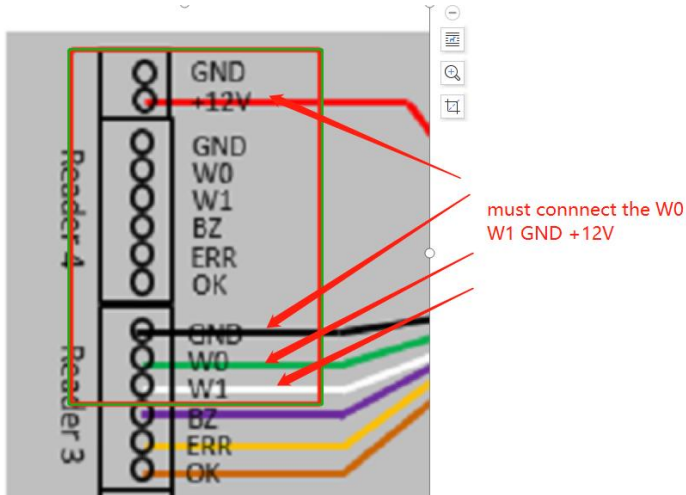 GND
+12V
Reader 4
GND
W0
W1
BZ
ERR
OK
must connnect the W0
W1 GND +12V
Reader 3
GND
W0
W1
BZ
ERR
OK